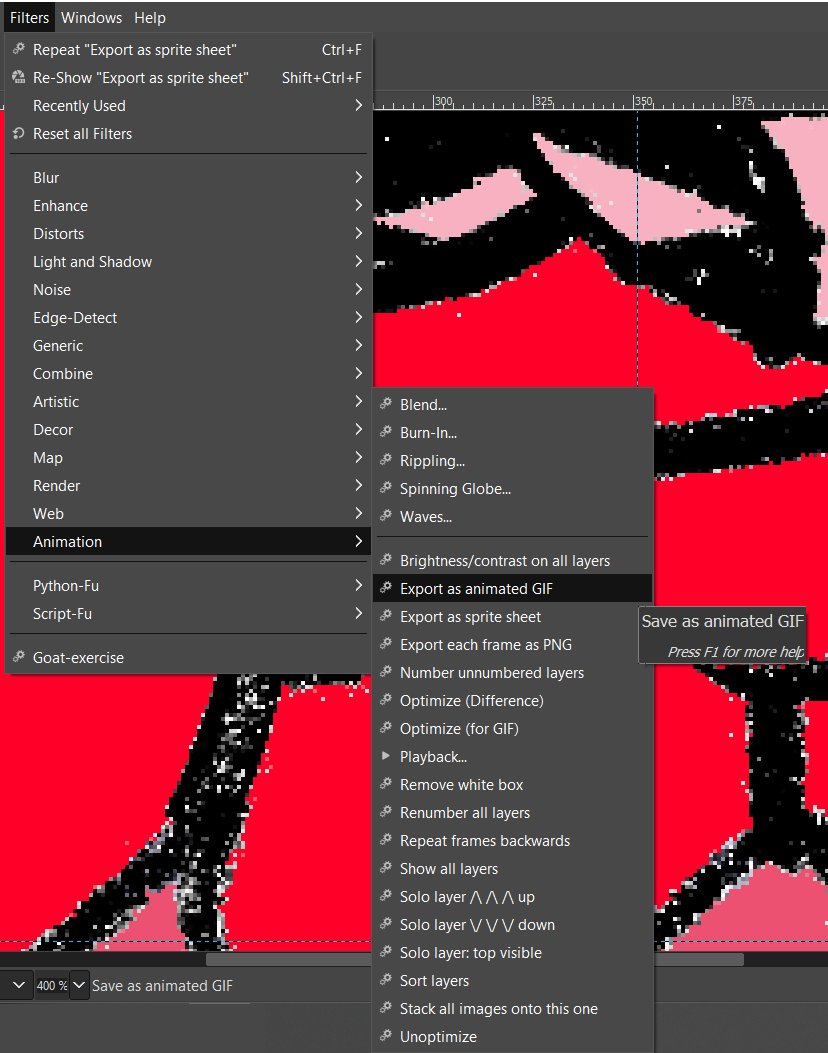 Filters Windows Help
Repeat "Export as sprite sheet" Ctrl+F
Re-Show "Export as sprite sheet" Shift+Ctrl+F
Recently Used
Reset all Filters
300 325 350 375
Blur
Enhance
Distorts
Light and Shadow
Noise
Edge-Detect
Generic
Combine
Artistic
Decor
Map
Render
Web
Animation
Python-Fu
Script-Fu
Goat-exercise
Blend...
Burn-In...
Rippling...
Spinning Globe...
Waves...
Brightness/contrast on all layers
Export as animated GIF
Export as sprite sheet
Export each frame as PNG
Number unnumbered layers
Optimize (Difference)
Optimize (for GIF)
Playback...
Remove white box
Renumber all layers
Repeat frames backwards
Show all layers
Solo layer /\ /\ /\ up
Solo layer \/ \/ \/ down
Solo layer: top visible
Sort layers
Stack all images onto this one
Unoptimize
Save as animated GIF
Press F1 for more help
400 % Save as animated GIF